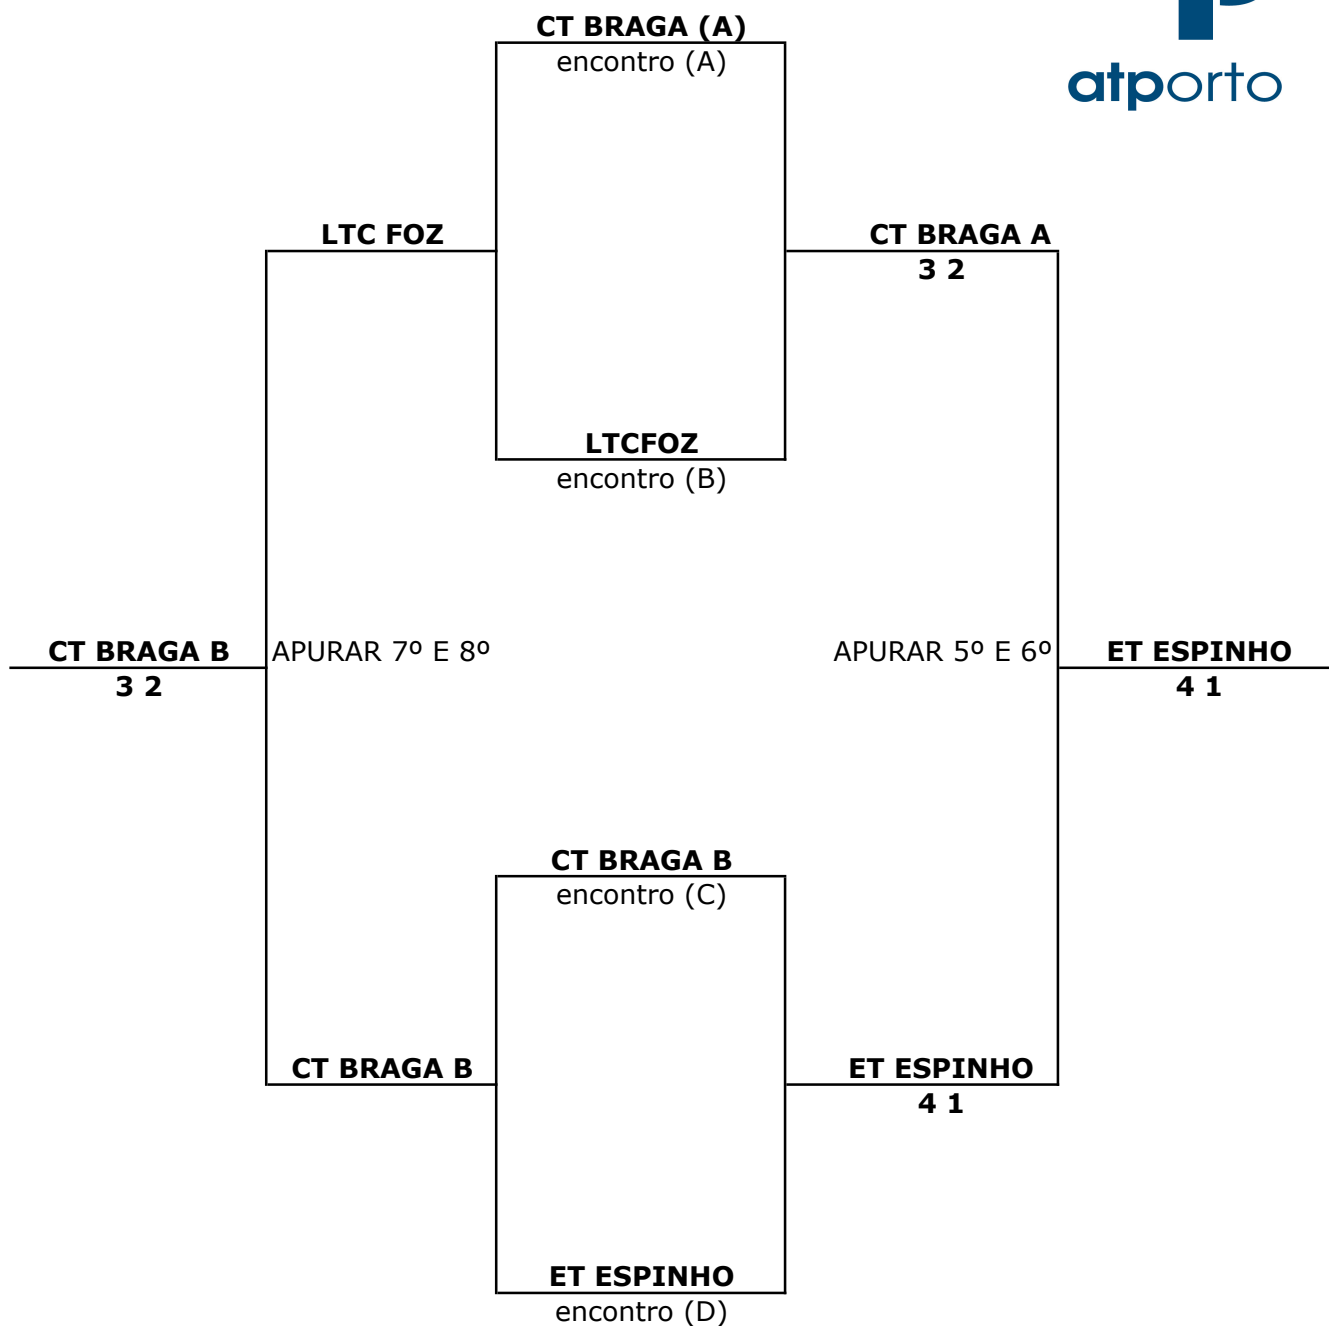 CT BRAGA (A)
encontro (A)
atporto
LTC FOZ
CT BRAGA A
3 2
LTCFOZ
encontro (B)
CT BRAGA B
APURAR 7º E 8º
APURAR 5º E 6º
ET ESPINHO
3 2
4 1
CT BRAGA B
encontro (C)
CT BRAGA B
ET ESPINHO
4 1
ET ESPINHO
encontro (D)